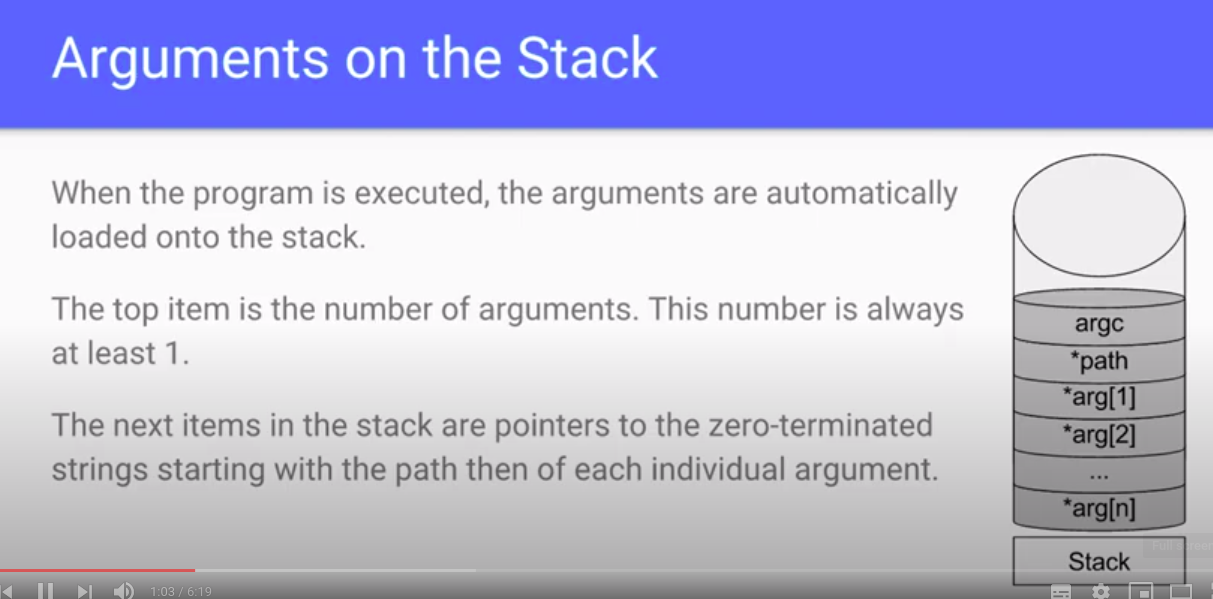 Arguments on the Stack
When the program is executed, the arguments are automatically
loaded onto the stack.
The top item is the number of arguments. This number is always
at least 1.
The next items in the stack are pointers to the zero-terminated
strings starting with the path then of each individual argument.
argc
*path
*arg[1]
*arg[2]
...
*arg[n]
Stack
Full screen
1:03 / 6:19